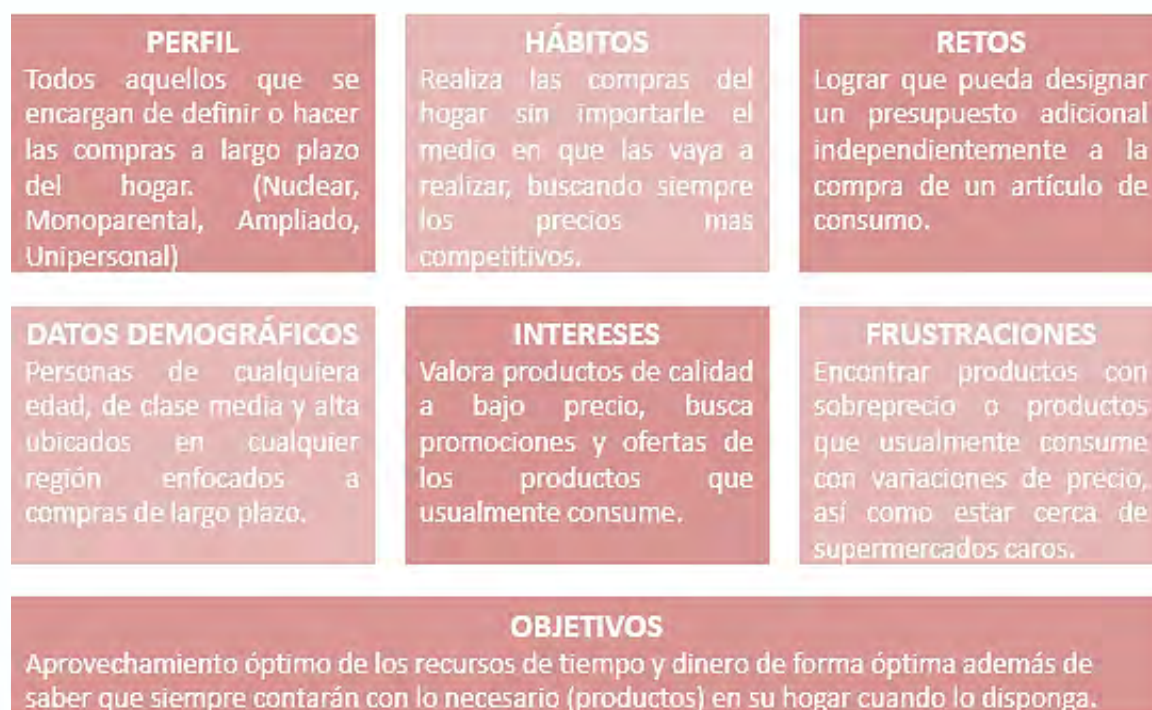 PERFIL
Todos aquellos que se
encargan de definir o hacer
las compras a largo plazo
del hogar. (Nuclear,
Monoparental, Ampliado,
Unipersonal)
HÁBITOS
Realiza las compras del
hogar sin importarle el
medio en que las vaya a
realizar, buscando siempre
los precios mas
competitivos.
RETOS
Lograr que pueda designar
un presupuesto adicional
independientemente a la
compra de un artículo de
consumo.
DATOS DEMOGRÁFICOS
Personas de cualquiera
edad, de clase media y alta
ubicados en cualquier
región enfocados a
compras de largo plazo.
INTERESES
Valora productos de calidad
a bajo precio, busca
promociones y ofertas de
los productos que
usualmente consume.
FRUSTRACIONES
Encontrar productos con
sobreprecio o productos
que usualmente consume
con variaciones de precio,
así como estar cerca de
supermercados caros.
OBJETIVOS
Aprovechamiento óptimo de los recursos de tiempo y dinero de forma óptima además de
saber que siempre contarán con lo necesario (productos) en su hogar cuando lo disponga.